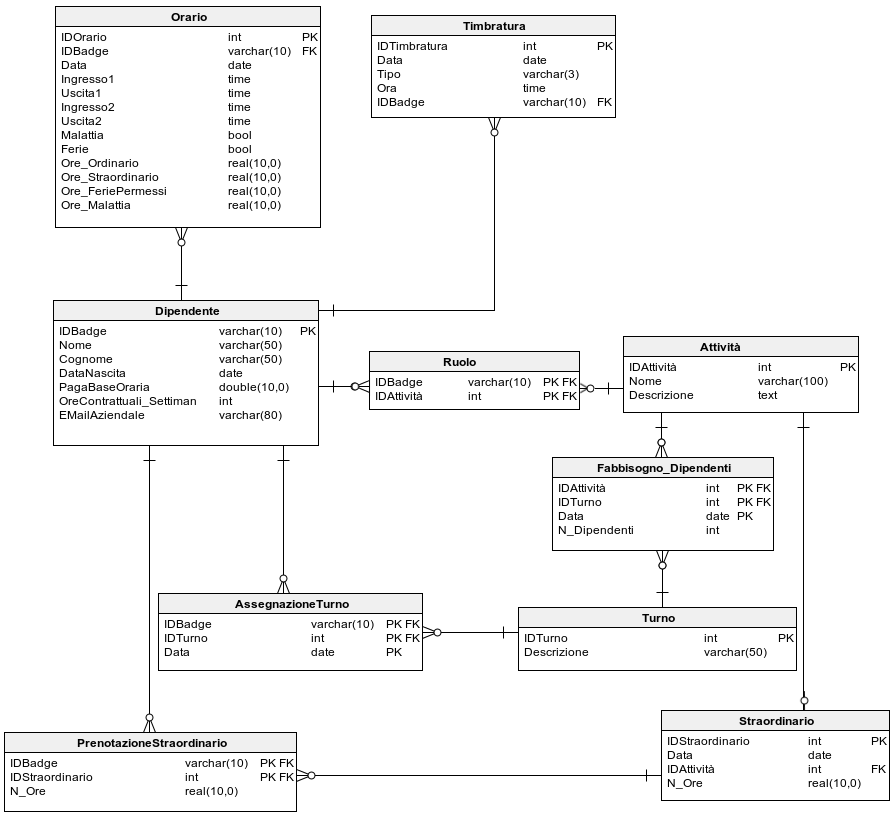 Orario
IDOrario int PK
IDBadge varchar(10) FK
Data date
Ingresso1 time
Uscita1 time
Ingresso2 time
Uscita2 time
Malattia bool
Ferie bool
Ore_Ordinario real(10,0)
Ore_Straordinario real(10,0)
Ore_FeriePermessi real(10,0)
Ore_Malattia real(10,0)
Timbratura
IDTimbratura int PK
Data date
Tipo varchar(3)
Ora time
IDBadge varchar(10) FK
Dipendente
IDBadge varchar(10) PK
Nome varchar(50)
Cognome varchar(50)
DataNascita date
PagaBaseOraria double(10,0)
OreContrattuali_Settiman int
EMailAziendale varchar(80)
Ruolo
IDBadge varchar(10) PK FK
IDAttività int PK FK
Attività
IDAttività int PK
Nome varchar(100)
Descrizione text
Fabbisogno_Dipendenti
IDAttività int PK FK
IDTurno int PK FK
Data date PK
N_Dipendenti int
AssegnazioneTurno
IDBadge varchar(10) PK FK
IDTurno int PK FK
Data date PK
Turno
IDTurno int PK
Descrizione varchar(50)
PrenotazioneStraordinario
IDBadge varchar(10) PK FK
IDStraordinario int PK FK
N_Ore real(10,0)
Straordinario
IDStraordinario int PK
Data date
IDAttività int FK
N_Ore real(10,0)